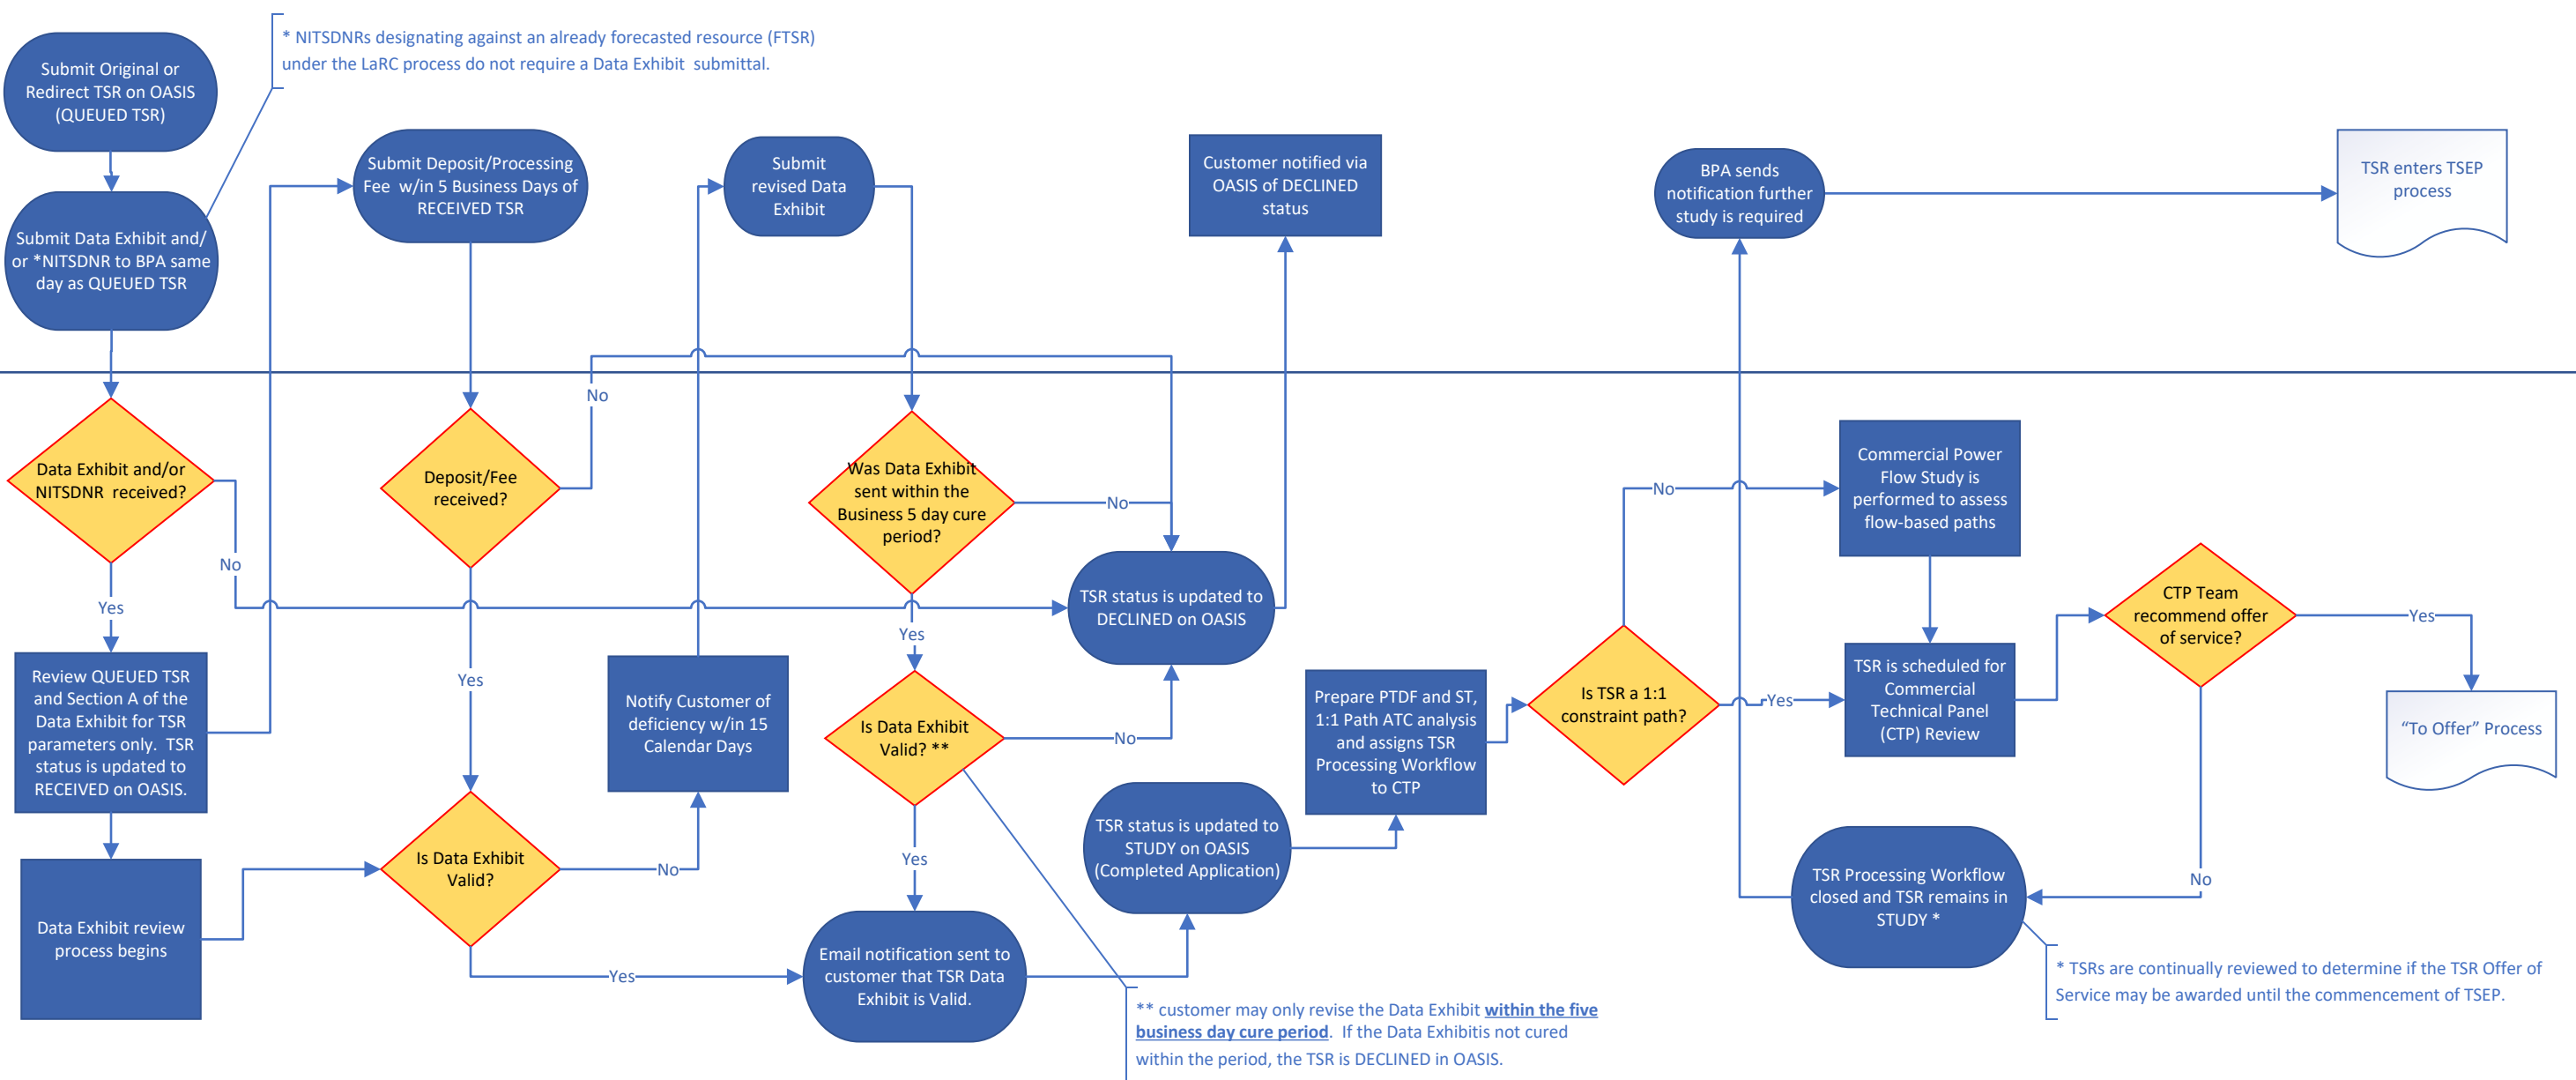 * NITSDNRs designating against an already forecasted resource (FTSR)
under the LaRC process do not require a Data Exhibit submittal.
Submit Original or
Redirect TSR on OASIS
(QUEUED TSR)
Submit Data Exhibit and/
or *NITSDNR to BPA same
day as QUEUED TSR
Submit Deposit/Processing
Fee w/in 5 Business Days of
RECEIVED TSR
Submit
revised Data
Exhibit
Customer notified via
OASIS of DECLINED
status
BPA sends
notification further
study is required
TSR enters TSEP
process
Data Exhibit and/or
NITSDNR received?
No
Yes
Review QUEUED TSR
and Section A of the
Data Exhibit for TSR
parameters only. TSR
status is updated to
RECEIVED on OASIS.
Data Exhibit review
process begins
Deposit/Fee
received?
No
Yes
Is Data Exhibit
Valid?
No
Yes
Notify Customer of
deficiency w/in 15
Calendar Days
Was Data Exhibit
sent within the
Business 5 day cure
period?
No
Yes
Is Data Exhibit
Valid? **
No
Yes
Email notification sent to
customer that TSR Data
Exhibit is Valid.
TSR status is updated to
DECLINED on OASIS
TSR status is updated to
STUDY on OASIS
(Completed Application)
** customer may only revise the Data Exhibit within the five
business day cure period. If the Data Exhibitis not cured
within the period, the TSR is DECLINED in OASIS.
Prepare PTDF and ST,
1:1 Path ATC analysis
and assigns TSR
Processing Workflow
to CTP
Is TSR a 1:1
constraint path?
No
Yes
Commercial Power
Flow Study is
performed to assess
flow-based paths
TSR is scheduled for
Commercial
Technical Panel
(CTP) Review
CTP Team
recommend offer
of service?
Yes
No
"To Offer" Process
TSR Processing Workflow
closed and TSR remains in
STUDY *
* TSRs are continually reviewed to determine if the TSR Offer of
Service may be awarded until the commencement of TSEP.